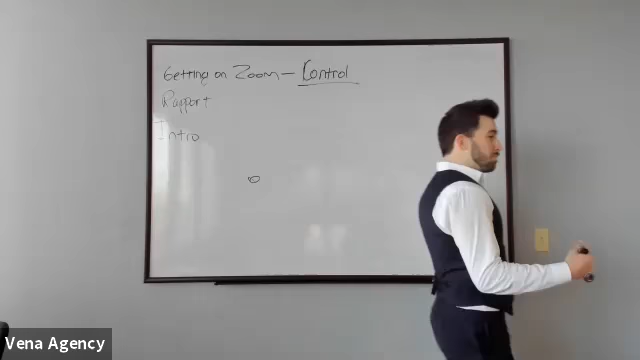 Getting on Zoom – Control
Rapport
Intro
Vena Agency